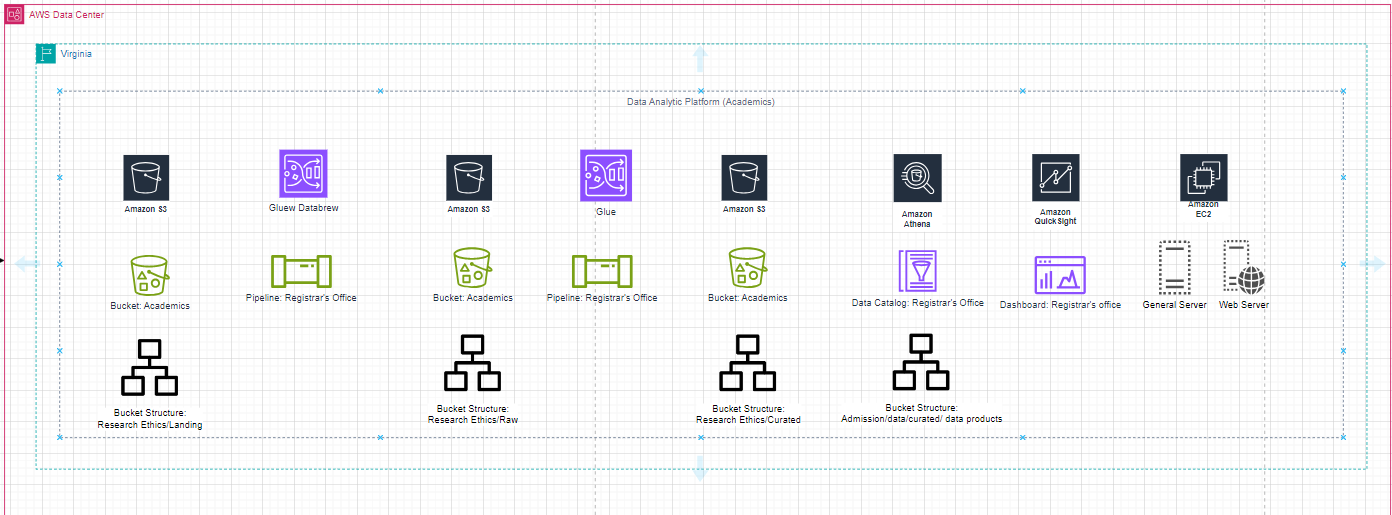 AWS Data Center
Virginia
Data Analytic Platform (Academics)
Amazon S3
Gluew Databrew
Amazon S3
Glue
Amazon S3
Amazon
Athena
Amazon
QuickSight
Amazon
EC2
Bucket: Academics
Pipeline: Registrar's Office
Bucket: Academics
Pipeline: Registrar's Office
Bucket: Academics
Data Catalog: Registrar's Office
Dashboard: Registrar's office
General Server
Web Server
Bucket Structure:
Research Ethics/Landing
Bucket Structure:
Research Ethics/Raw
Bucket Structure:
Research Ethics/Curated
Bucket Structure:
Admission/data/curated/ data products